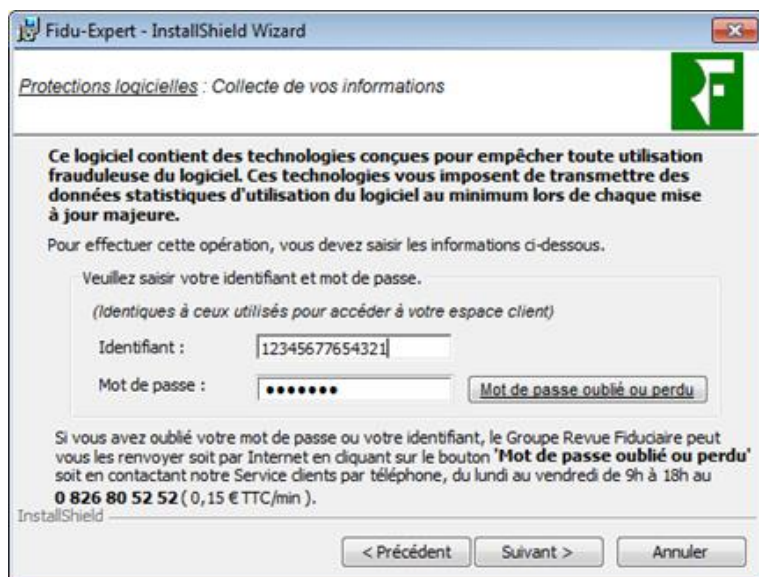 Fidu-Expert - InstallShield Wizard
Protections logicielles : Collecte de vos informations
Ce logiciel contient des technologies conçues pour empêcher toute utilisation
frauduleuse du logiciel. Ces technologies vous imposent de transmettre des
données statistiques d'utilisation du logiciel au minimum lors de chaque mise
à jour majeure.
Pour effectuer cette opération, vous devez saisir les informations ci-dessous.
Veuillez saisir votre identifiant et mot de passe.
(Identiques à ceux utilisés pour accéder à votre espace client)
Identifiant : 12345677654321
Mot de passe : ●●●●●●● Mot de passe oublié ou perdu
Si vous avez oublié votre mot de passe ou votre identifiant, le Groupe Revue Fiduciaire peut
vous les renvoyer soit par Internet en cliquant sur le bouton 'Mot de passe oublié ou perdu'
soit en contactant notre Service clients par téléphone, du lundi au vendredi de 9h à 18h au
0 826 80 52 52 ( 0,15 € TTC/min ).
InstallShield
< Précédent Suivant > Annuler